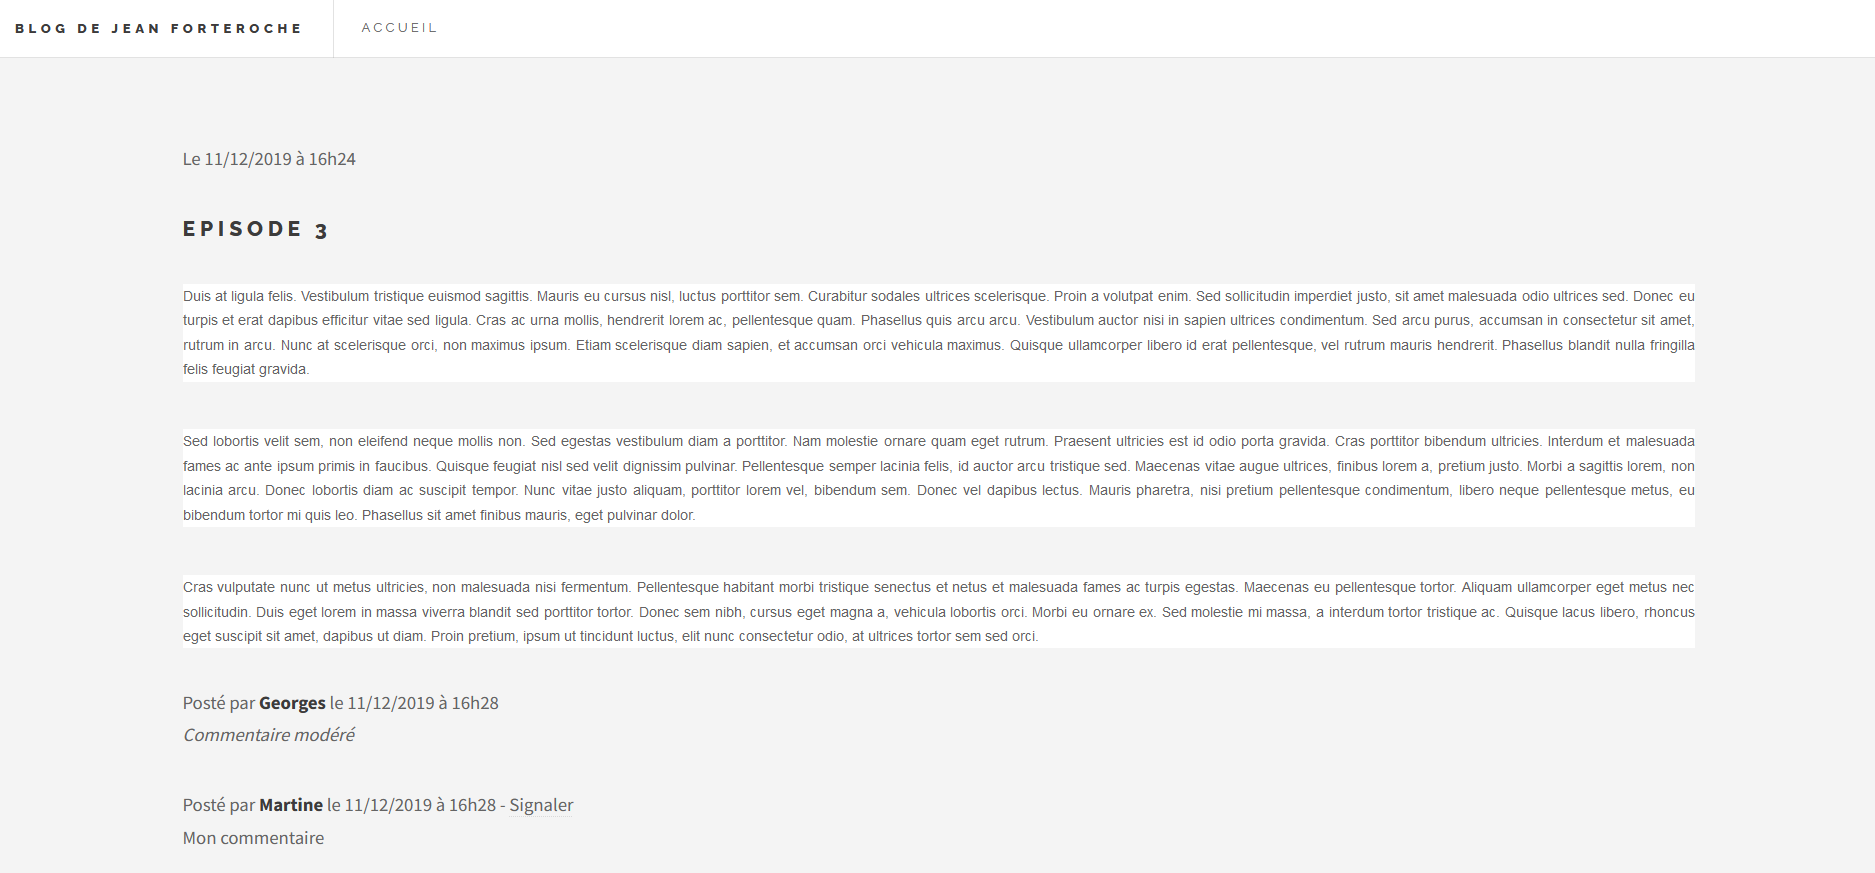 BLOG DE JEAN FORTEROCHE
ACCUEIL
Le 11/12/2019 à 16h24
EPISODE 3
Duis at ligula felis. Vestibulum tristique euismod sagittis. Mauris eu cursus nisl, luctus porttitor sem. Curabitur sodales ultrices scelerisque. Proin a volutpat enim. Sed sollicitudin imperdiet justo, sit amet malesuada odio ultrices sed. Donec eu
turpis et erat dapibus efficitur vitae sed ligula. Cras ac urna mollis, hendrerit lorem ac, pellentesque quam. Phasellus quis arcu arcu. Vestibulum auctor nisi in sapien ultrices condimentum. Sed arcu purus, accumsan in consectetur sit amet,
rutrum in arcu. Nunc at scelerisque orci, non maximus ipsum. Etiam scelerisque diam sapien, et accumsan orci vehicula maximus. Quisque ullamcorper libero id erat pellentesque, vel rutrum mauris hendrerit. Phasellus blandit nulla fringilla
felis feugiat gravida.
Sed lobortis velit sem, non eleifend neque mollis non. Sed egestas vestibulum diam a porttitor. Nam molestie ornare quam eget rutrum. Praesent ultricies est id odio porta gravida. Cras porttitor bibendum ultricies. Interdum et malesuada
fames ac ante ipsum primis in faucibus. Quisque feugiat nisl sed velit dignissim pulvinar. Pellentesque semper lacinia felis, id auctor arcu tristique sed. Maecenas vitae augue ultrices, finibus lorem a, pretium justo. Morbi a sagittis lorem, non
lacinia arcu. Donec lobortis diam ac suscipit tempor. Nunc vitae justo aliquam, porttitor lorem vel, bibendum sem. Donec vel dapibus lectus. Mauris pharetra, nisi pretium pellentesque condimentum, libero neque pellentesque metus, eu
bibendum tortor mi quis leo. Phasellus sit amet finibus mauris, eget pulvinar dolor.
Cras vulputate nunc ut metus ultricies, non malesuada nisi fermentum. Pellentesque habitant morbi tristique senectus et netus et malesuada fames ac turpis egestas. Maecenas eu pellentesque tortor. Aliquam ullamcorper eget metus nec
sollicitudin. Duis eget lorem in massa viverra blandit sed porttitor tortor. Donec sem nibh, cursus eget magna a, vehicula lobortis orci. Morbi eu ornare ex. Sed molestie mi massa, a interdum tortor tristique ac. Quisque lacus libero, rhoncus
eget suscipit sit amet, dapibus ut diam. Proin pretium, ipsum ut tincidunt luctus, elit nunc consectetur odio, at ultrices tortor sem sed orci.
Posté par Georges le 11/12/2019 à 16h28
Commentaire modéré
Posté par Martine le 11/12/2019 à 16h28 - Signaler
Mon commentaire